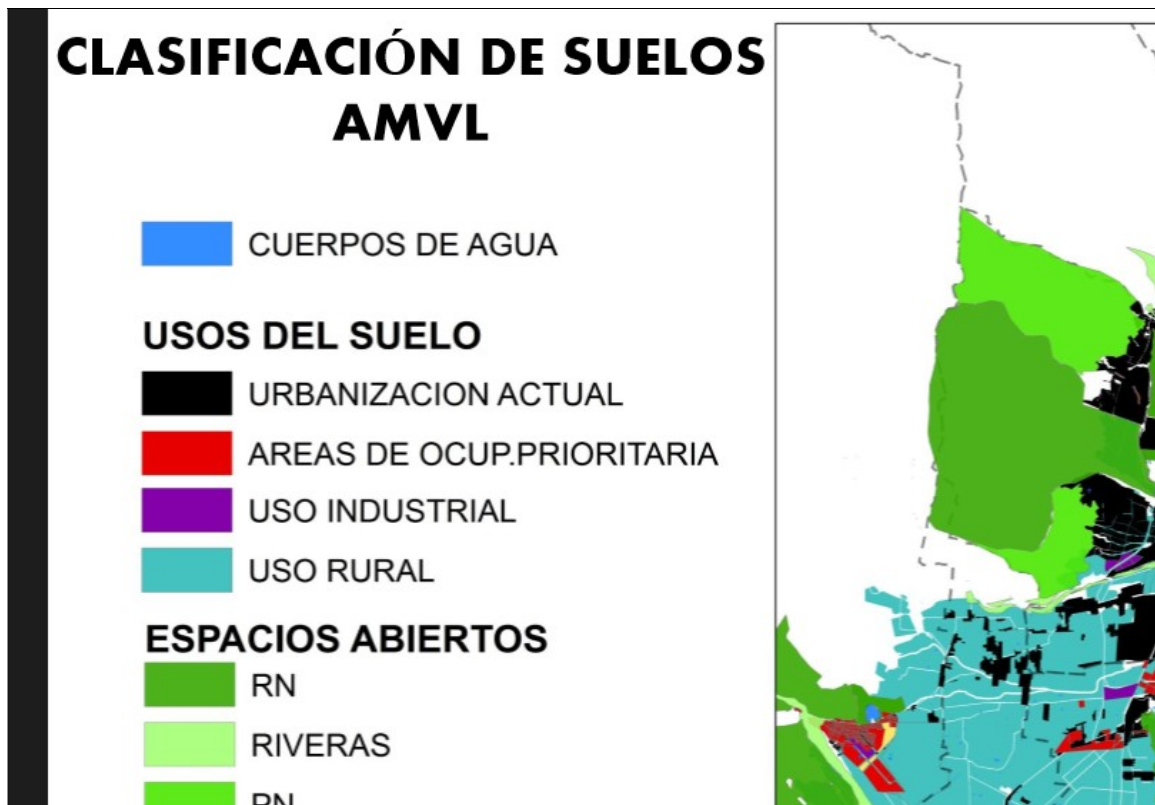 CLASIFICACIÓN DE SUELOS
AMVL
CUERPOS DE AGUA
USOS DEL SUELO
URBANIZACION ACTUAL
AREAS DE OCUP.PRIORITARIA
USO INDUSTRIAL
USO RURAL
ESPACIOS ABIERTOS
RN
RIVERAS